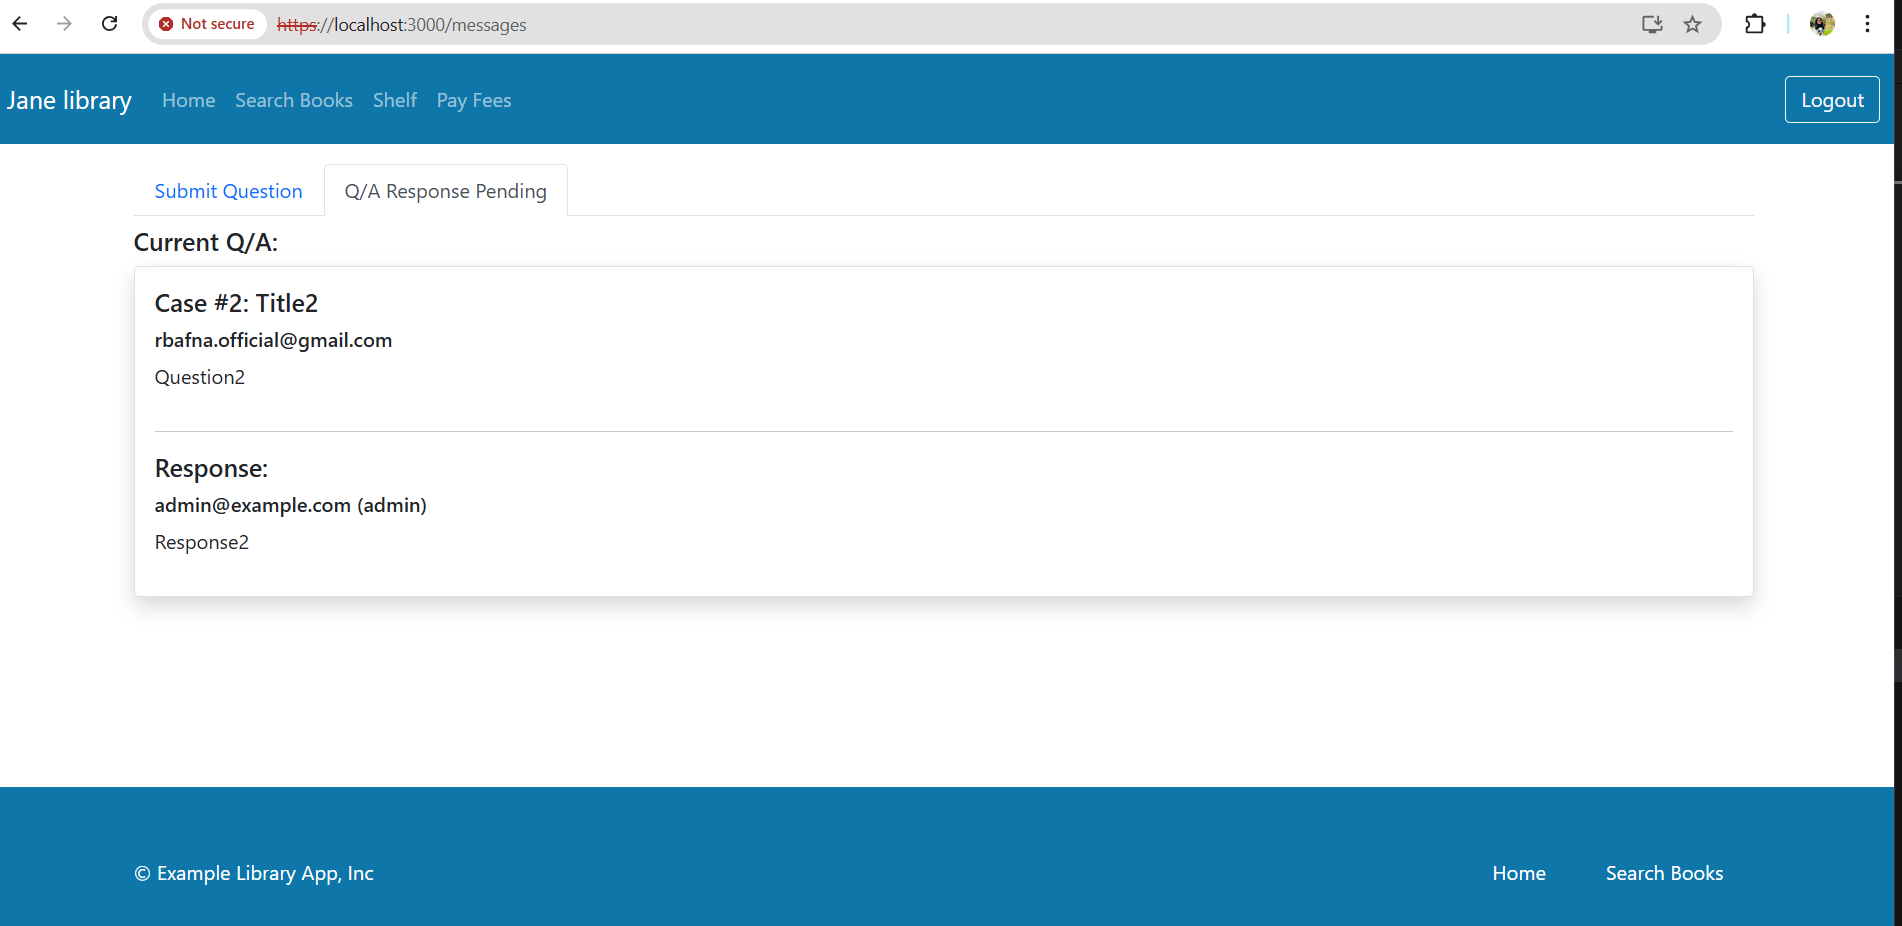 Not secure https://localhost:3000/messages
Jane library Home Search Books Shelf Pay Fees Logout
Submit Question Q/A Response Pending
Current Q/A:
Case #2: Title2
rbafna.official@gmail.com
Question2
Response:
admin@example.com (admin)
Response2
© Example Library App, Inc Home Search Books